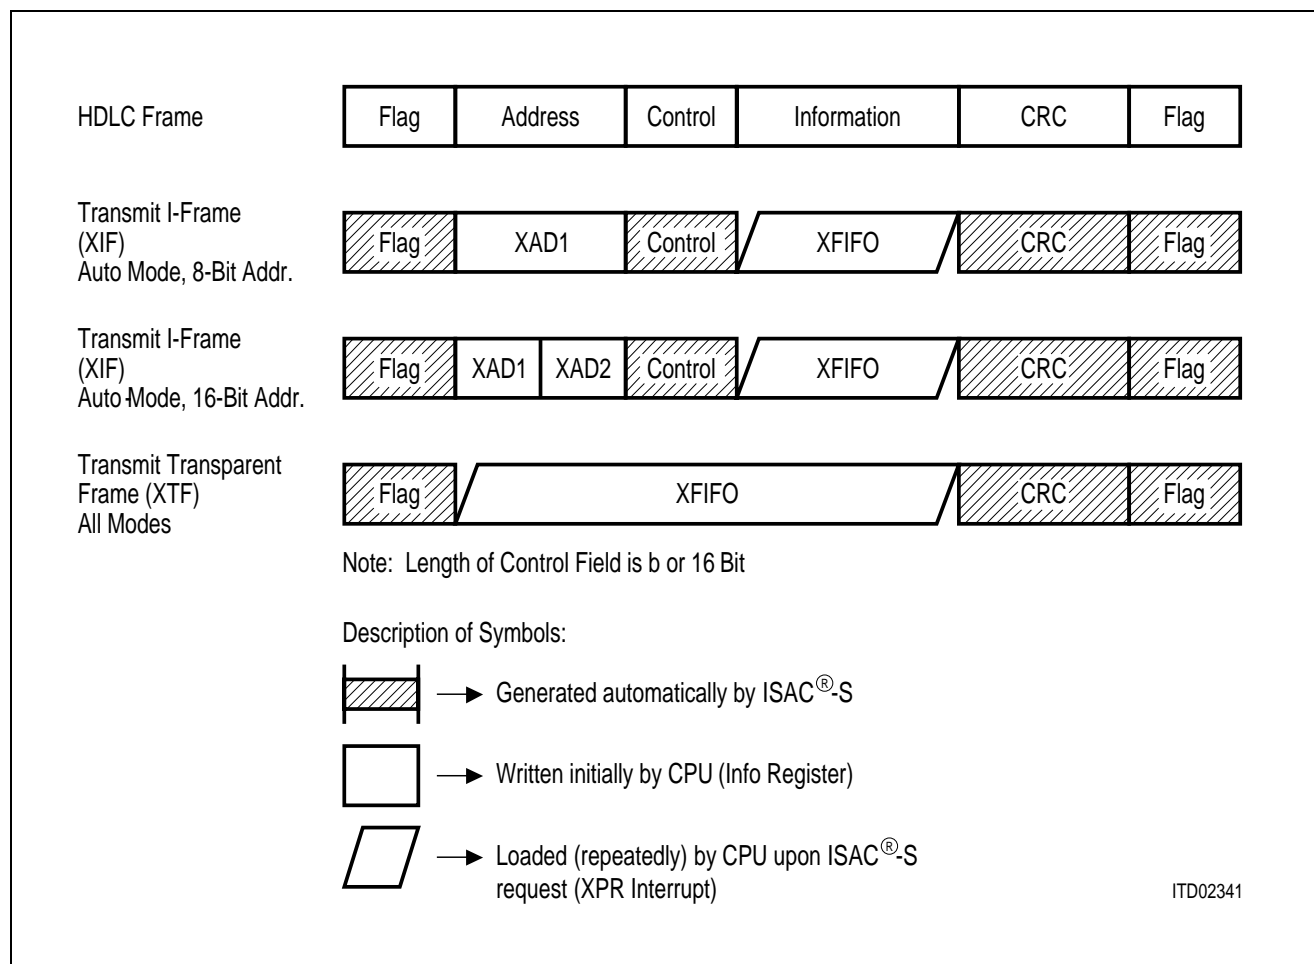 HDLC Frame Flag Address Control Information CRC Flag
Transmit I-Frame
(XIF)
Auto Mode, 8-Bit Addr.
Flag XAD1 Control XFIFO CRC Flag
Transmit I-Frame
(XIF)
Auto-Mode, 16-Bit Addr.
Flag XAD1 XAD2 Control XFIFO CRC Flag
Transmit Transparent
Frame (XTF)
All Modes
Flag XFIFO CRC Flag
Note: Length of Control Field is b or 16 Bit
Description of Symbols:
Generated automatically by ISAC®-S
Written initially by CPU (Info Register)
Loaded (repeatedly) by CPU upon ISAC®-S
request (XPR Interrupt)
ITD02341